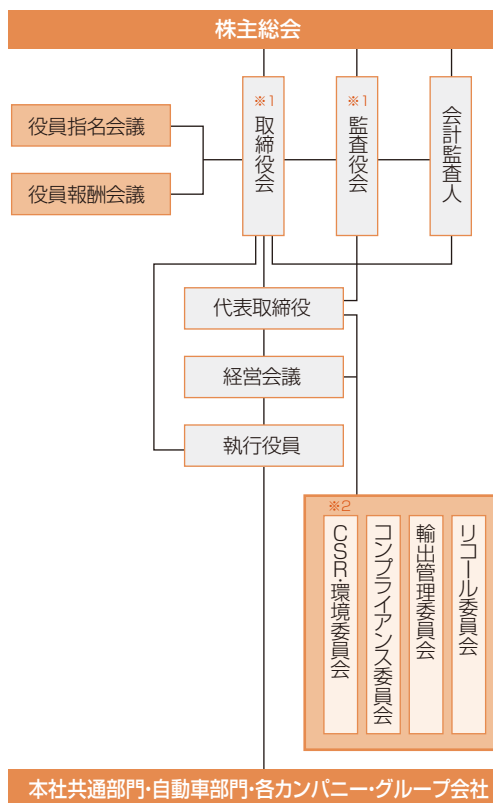 株主総会
※1
取締役会
※1
監査役会
会計監査人
役員指名会議
役員報酬会議
代表取締役
経営会議
執行役員
※2
CSR・環境委員会
コンプライアンス委員会
輸出管理委員会
リコール委員会
本社共通部門・自動車部門・各カンパニー・グループ会社